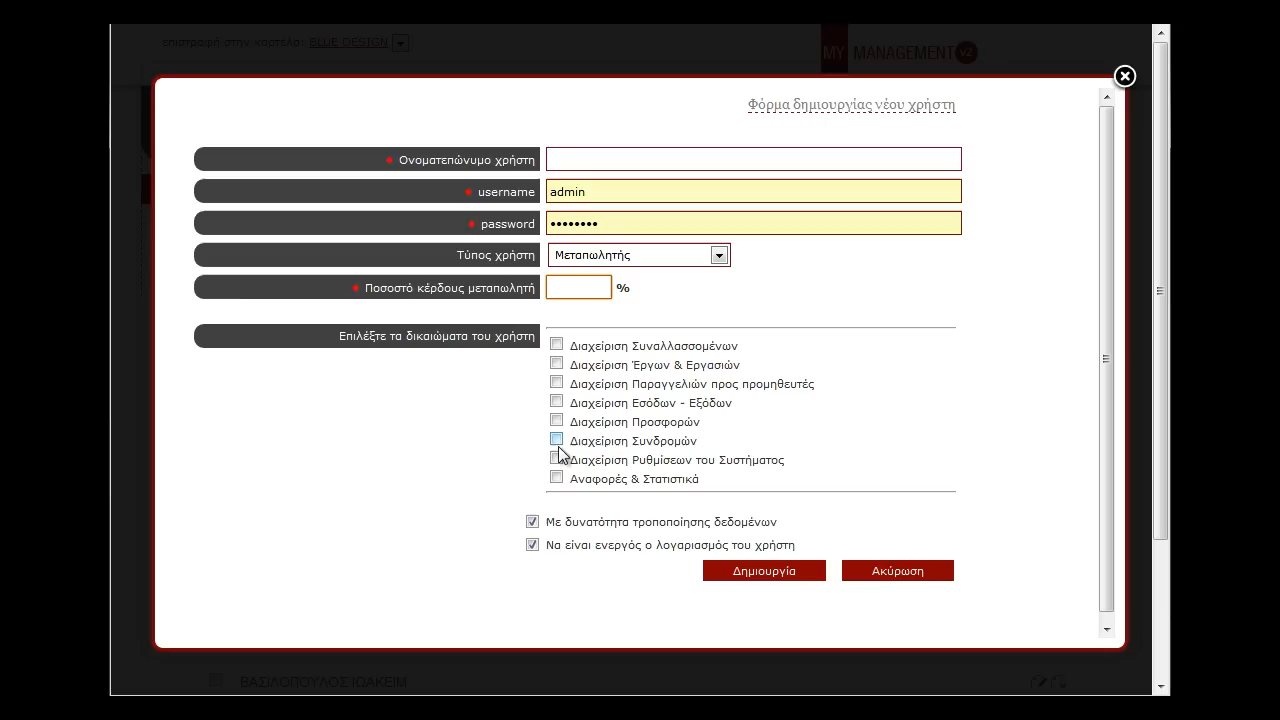 επιστροφή στην καρτέλα: BLUE DESIGN
MY MANAGEMENT v2
Φόρμα δημιουργίας νέου χρήστη
* Ονοματεπώνυμο χρήστη
* username admin
* password ••••••••
Τύπος χρήστη Μεταπωλητής
* Ποσοστό κέρδους μεταπωλητή %
Επιλέξτε τα δικαιώματα του χρήστη
Διαχείριση Συναλλασσομένων
Διαχείριση Έργων & Εργασιών
Διαχείριση Παραγγελιών προς προμηθευτές
Διαχείριση Εσόδων - Εξόδων
Διαχείριση Προσφορών
Διαχείριση Συνδρομών
Διαχείριση Ρυθμίσεων του Συστήματος
Αναφορές & Στατιστικά
Με δυνατότητα τροποποίησης δεδομένων
Να είναι ενεργός ο λογαριασμός του χρήστη
Δημιουργία Ακύρωση
ΒΑΣΙΛΟΠΟΥΛΟΣ ΙΩΑΚΕΙΜ